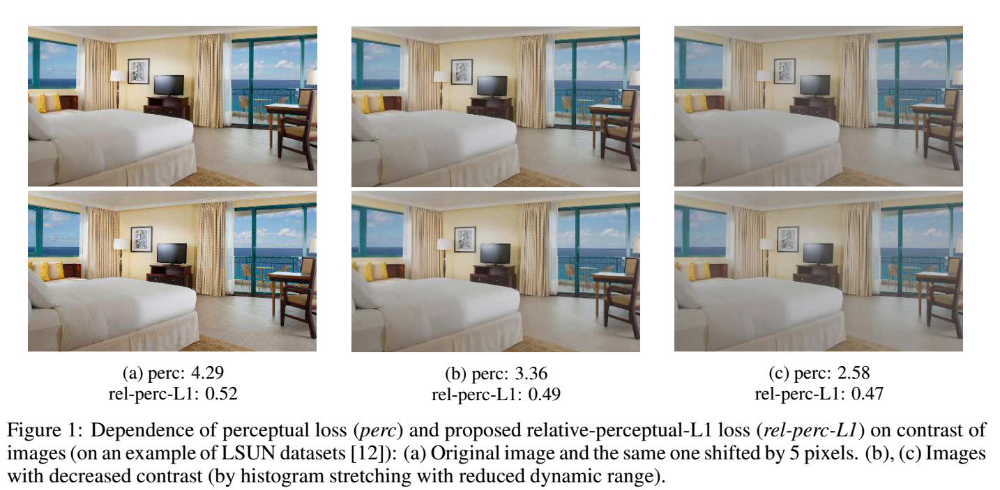 (a) perc: 4.29
rel-perc-L1: 0.52
(b) perc: 3.36
rel-perc-L1: 0.49
(c) perc: 2.58
rel-perc-L1: 0.47
Figure 1: Dependence of perceptual loss (perc) and proposed relative-perceptual-L1 loss (rel-perc-L1) on contrast of
images (on an example of LSUN datasets [12]): (a) Original image and the same one shifted by 5 pixels. (b), (c) Images
with decreased contrast (by histogram stretching with reduced dynamic range).